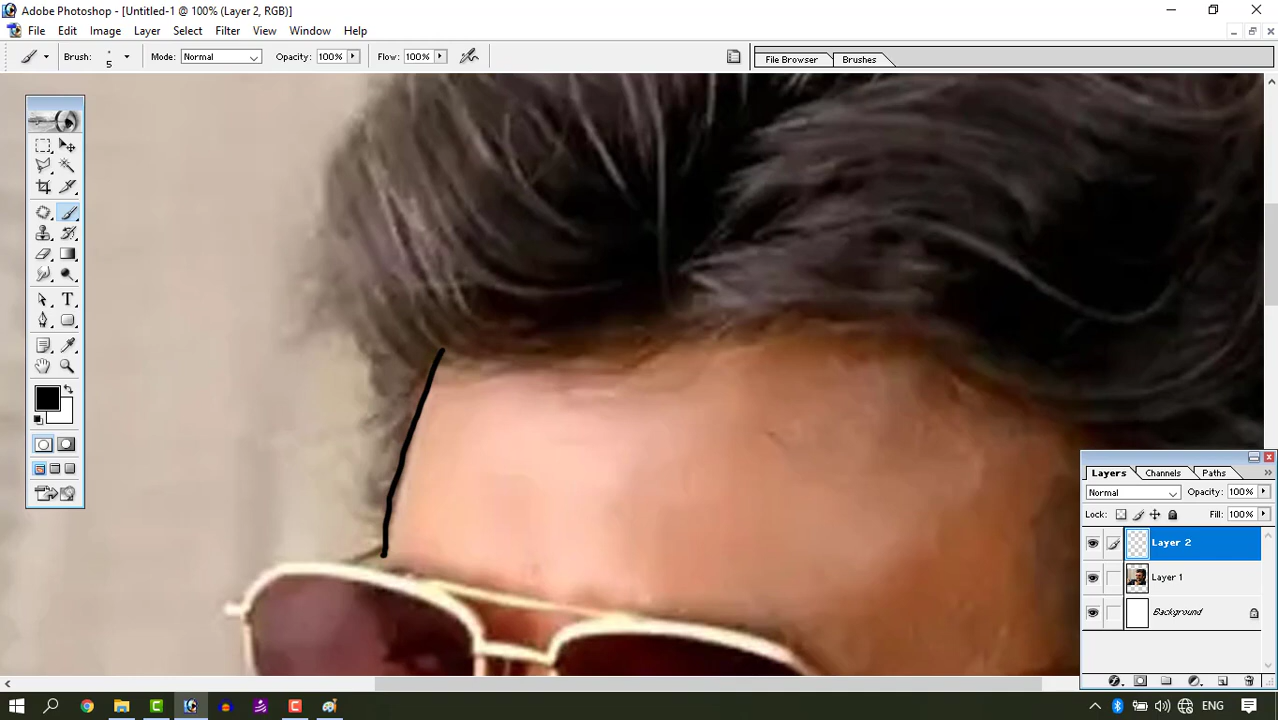 Adobe Photoshop - [Untitled-1 @ 100% (Layer 2, RGB)]
File Edit Image Layer Select Filter View Window Help
Brush: 5 Mode: Normal Opacity: 100% Flow: 100% File Browser Brushes
Layers Channels Paths
Normal Opacity: 100%
Lock: Fill: 100%
Layer 2
Layer 1
Background
ENG